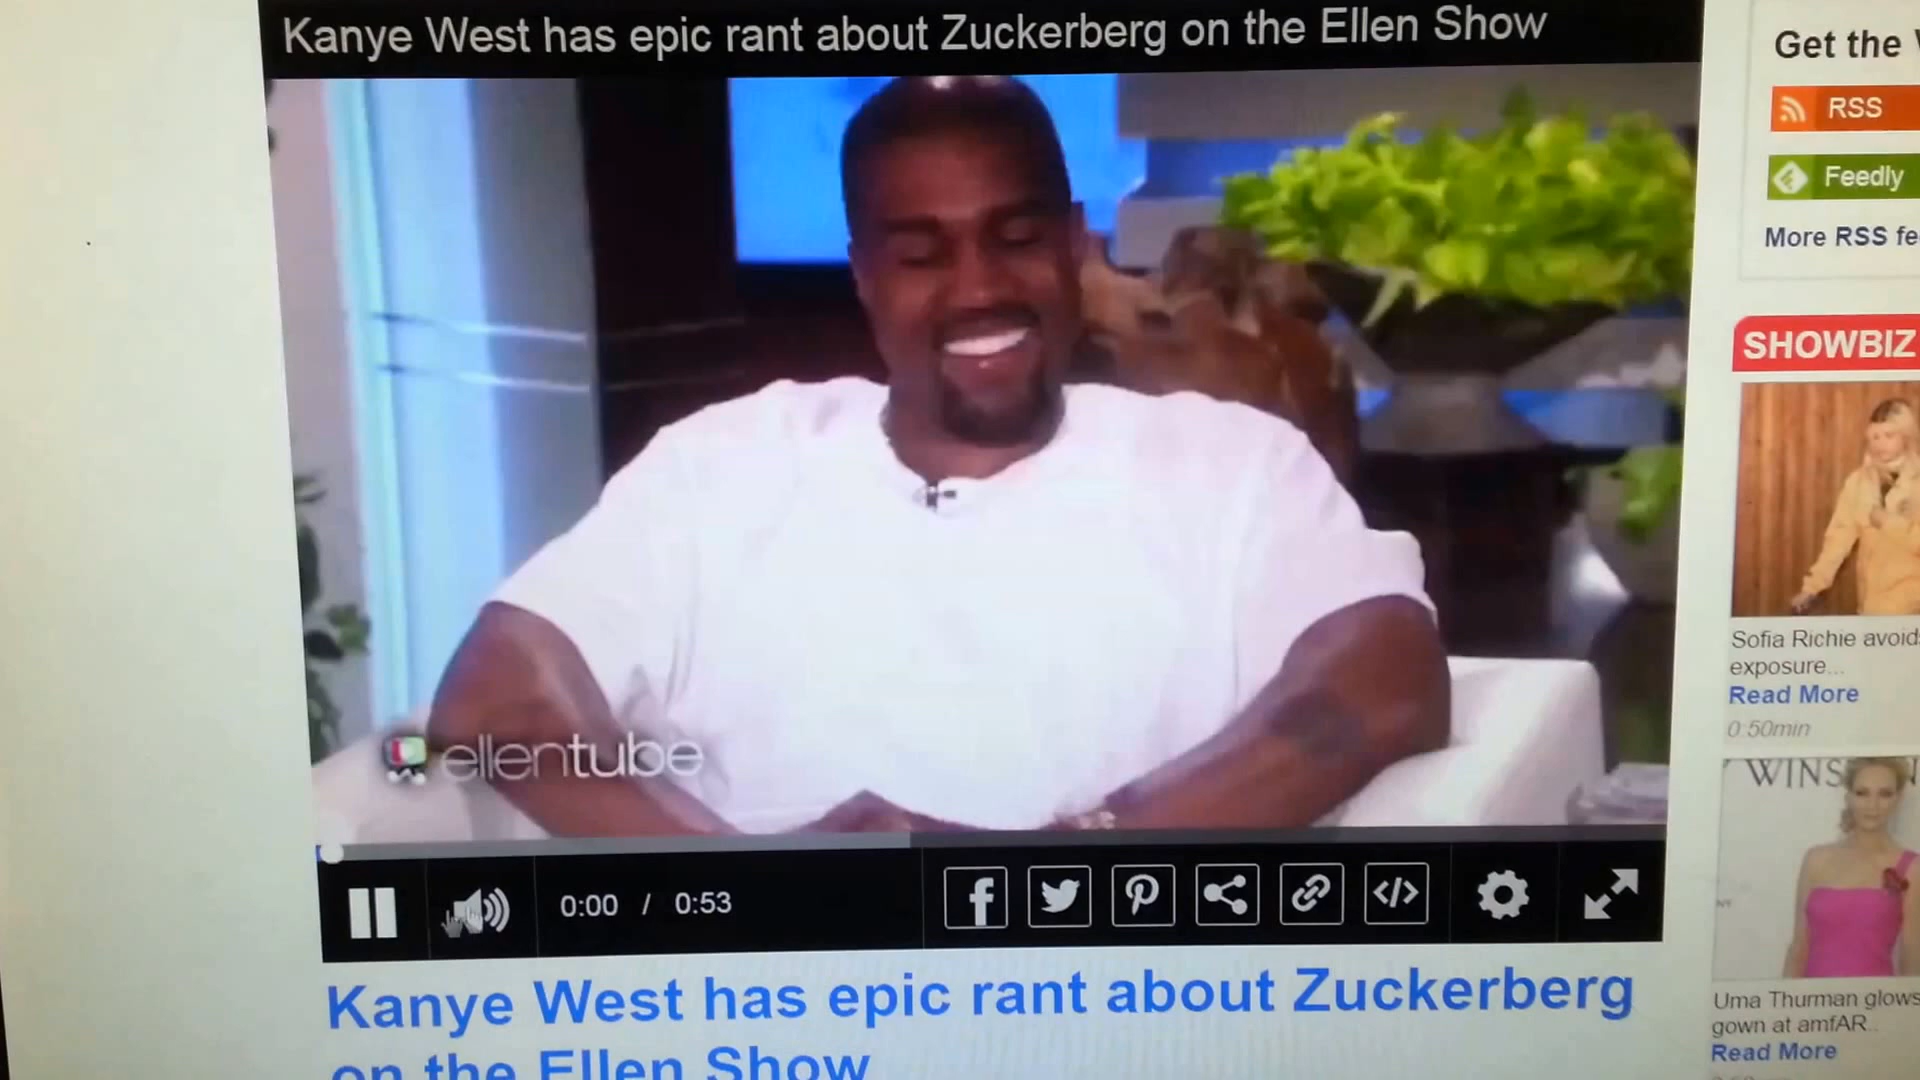 Kanye West has epic rant about Zuckerberg on the Ellen Show
Get the
RSS
Feedly
More RSS
SHOWBIZ
ellentube
Sofia Richie
exposure...
Read More
0:50min
WINS
0:00 / 0:53
Kanye West has epic rant about Zuckerberg
on the Ellen Show
Uma Thurman glows
gown at amfAR..
Read More